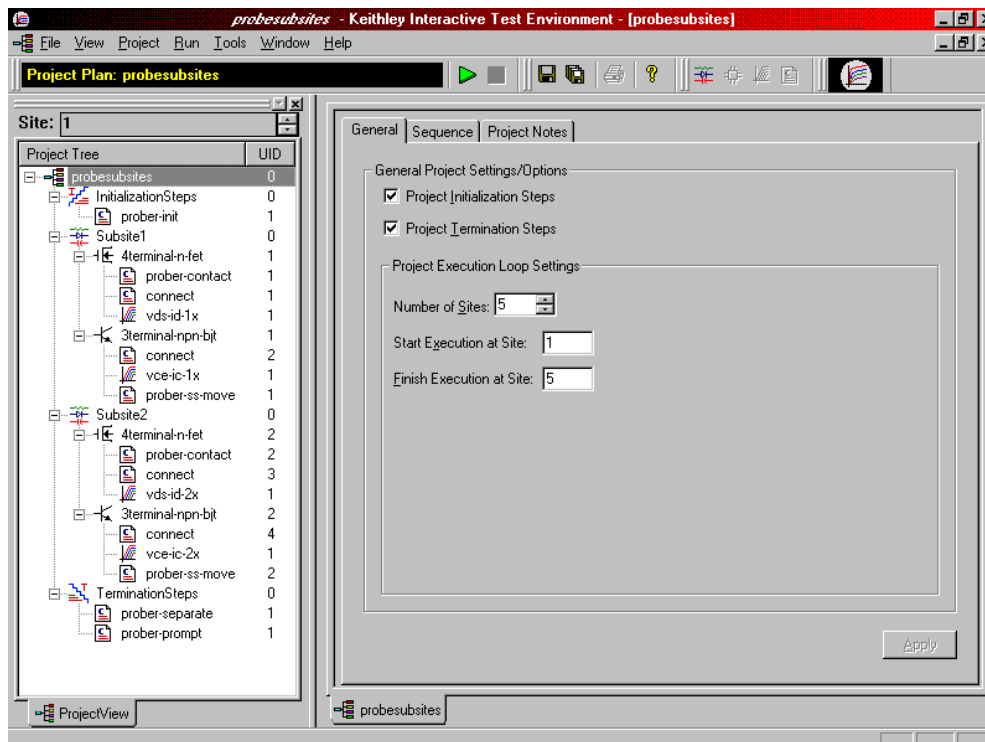 probesubsites - Keithley Interactive Test Environment - [probesubsites]
File View Project Run Tools Window Help
Project Plan: probesubsites
Site: 1
Project Tree UID
probesubsites 0
InitializationSteps 0
prober-init 1
Subsite1 0
4terminal-n-fet 1
prober-contact 1
connect 1
vds-id-1x 1
3terminal-npn-bjt 1
connect 2
vce-ic-1x 1
prober-ss-move 1
Subsite2 0
4terminal-n-fet 2
prober-contact 2
connect 3
vds-id-2x 1
3terminal-npn-bjt 2
connect 4
vce-ic-2x 1
prober-ss-move 2
TerminationSteps 0
prober-separate 1
prober-prompt 1
ProjectView
General Sequence Project Notes
General Project Settings/Options
Project Initialization Steps
Project Termination Steps
Project Execution Loop Settings
Number of Sites: 5
Start Execution at Site: 1
Finish Execution at Site: 5
Apply
probesubsites